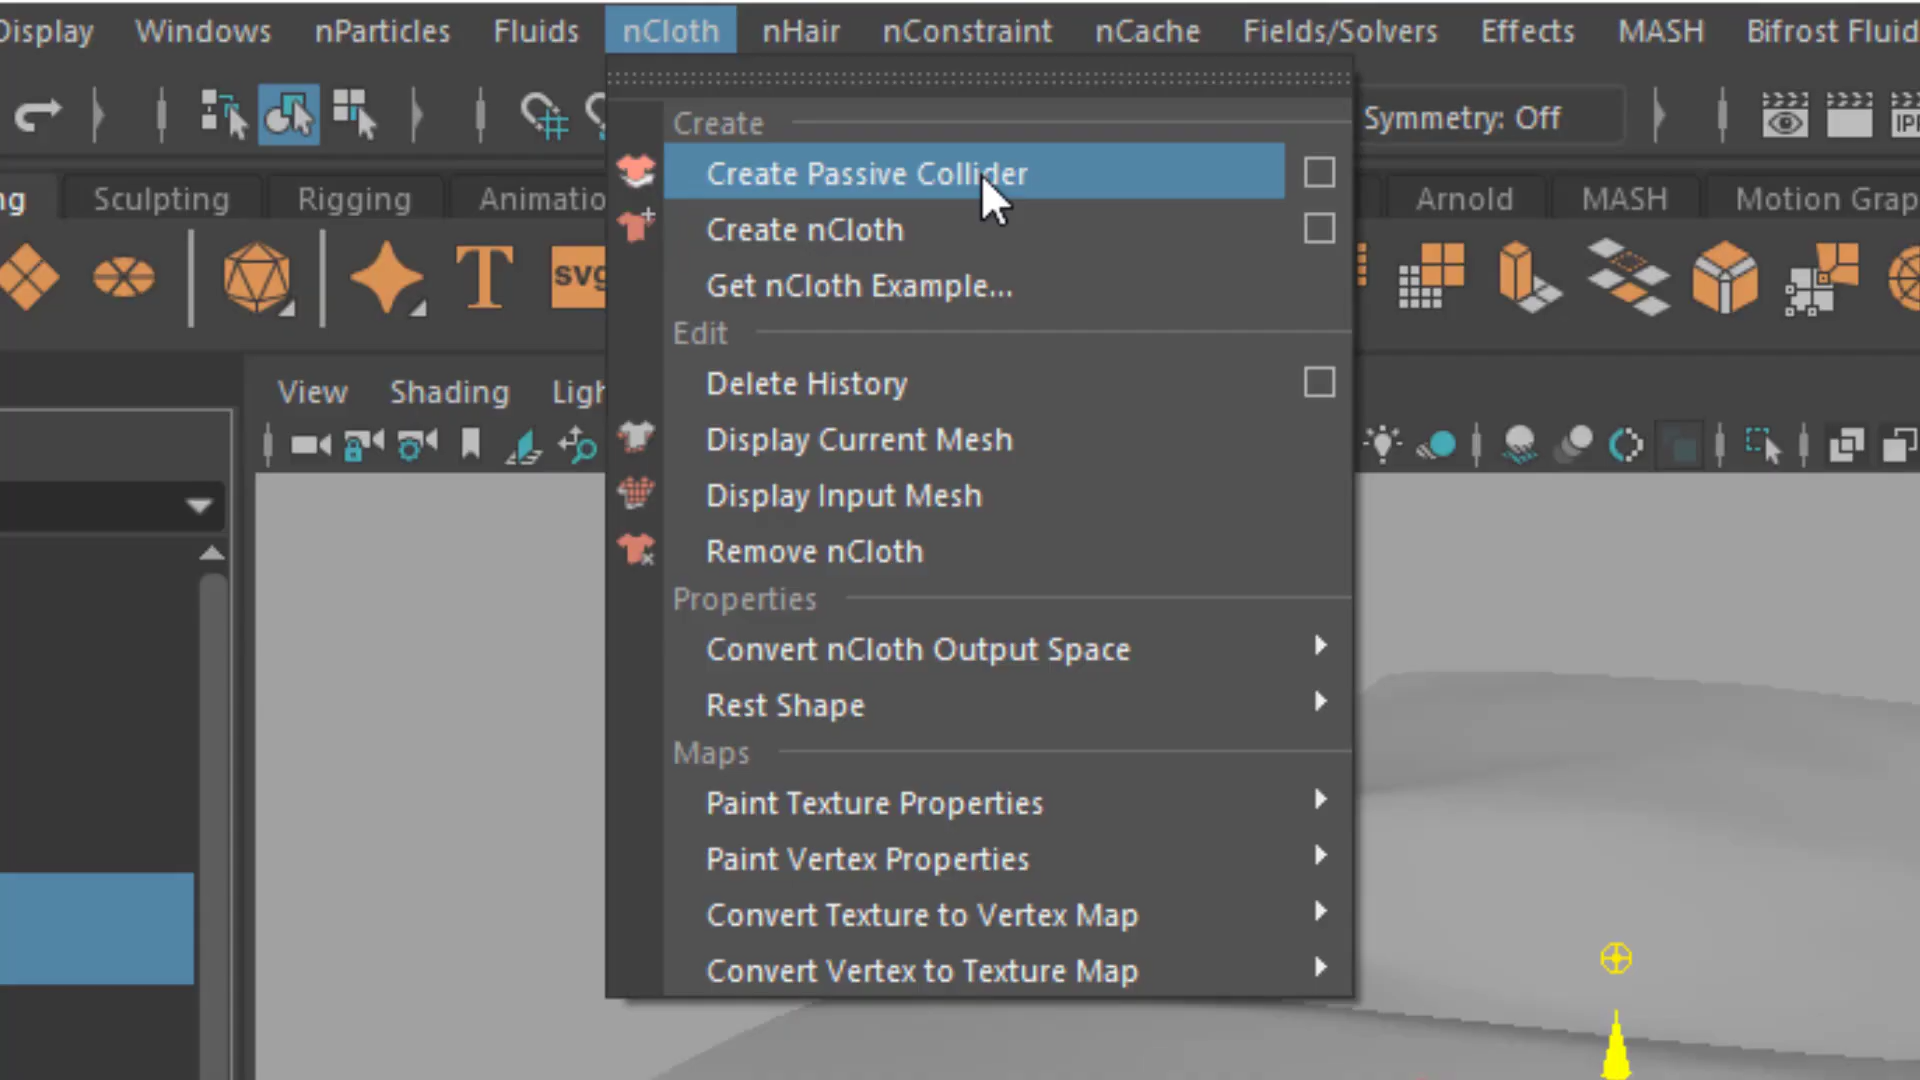 Display Windows nParticles Fluids nCloth nHair nConstraint nCache Fields/Solvers Effects MASH Bifrost Fluid
Symmetry: Off
IPR
ng Sculpting Rigging Animatio Arnold MASH Motion Grap
T svg
View Shading Ligh
Create
Create Passive Collider
Create nCloth
Get nCloth Example...
Edit
Delete History
Display Current Mesh
Display Input Mesh
Remove nCloth
Properties
Convert nCloth Output Space
Rest Shape
Maps
Paint Texture Properties
Paint Vertex Properties
Convert Texture to Vertex Map
Convert Vertex to Texture Map